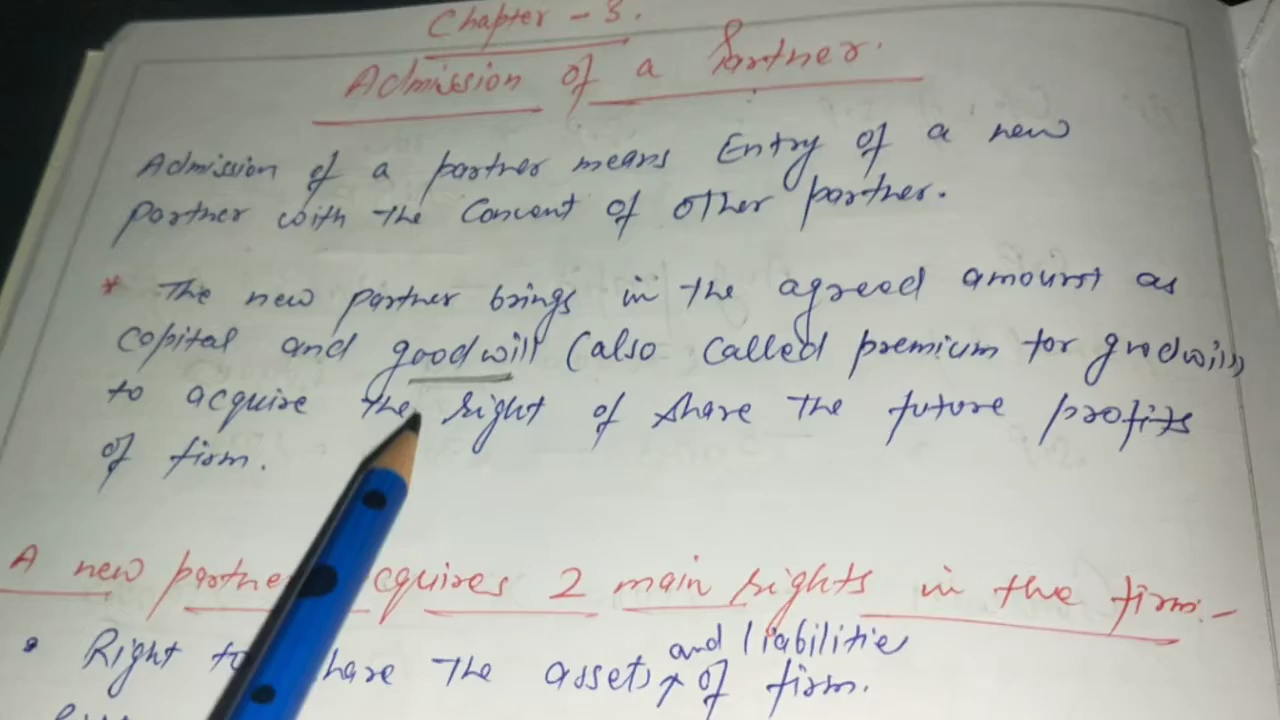 Chapter - 3.
Admission of a Partner.
Admission of a partner means Entry of a new
partner with the Concent of other partner.
* The new partner brings in the agreed amount as
capital and goodwill (also called premium for goodwill)
to acquire the right of share the future profits
of firm.
A new partne cquires 2 main rights in the firm.-
and liabilitie
• Right to hare the assets of firm.